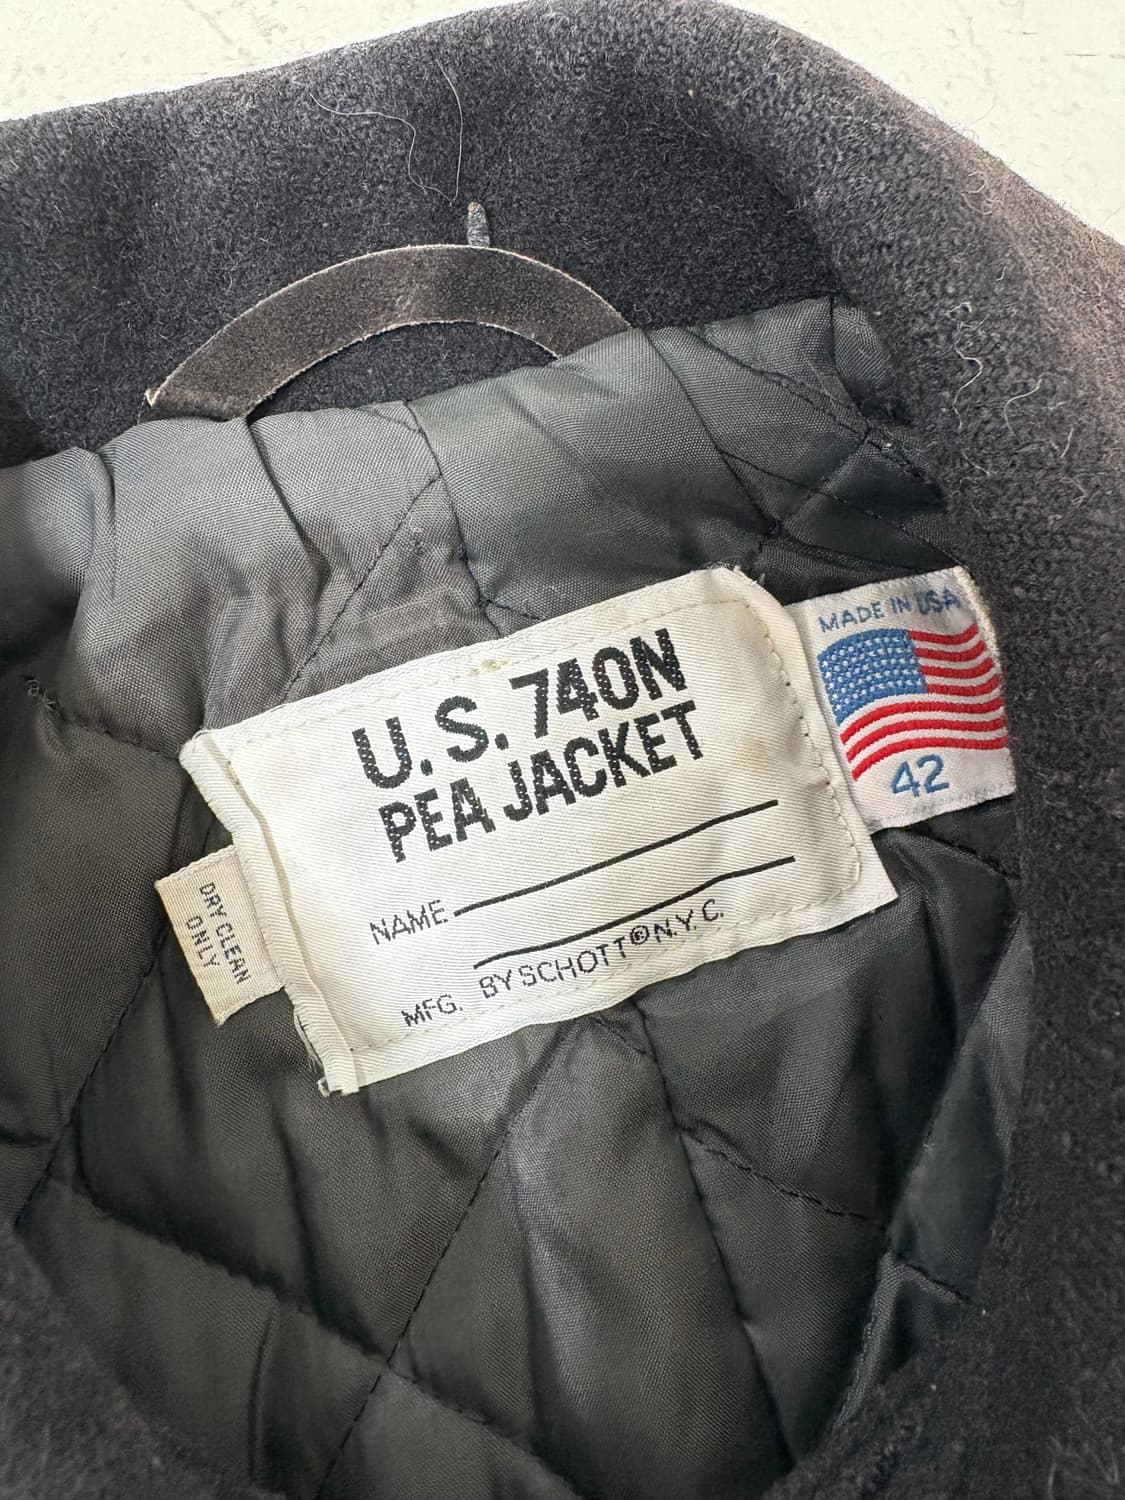 U.S. 740N
PEA JACKET
NAME
MFG. BY SCHOTT® N.Y.C.
MADE IN USA
42
DRY CLEAN
ONLY